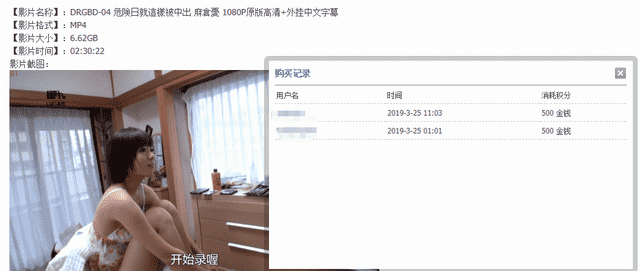 【影片名称】：DRGBD-04 危険日就這樣被中出 麻倉憂 1080P原版高清+外挂中文字幕
【影片格式】：MP4
【影片大小】：6.62GB
【影片时间】：02:30:22
影片截图：
购买记录
用户名 时间 消耗积分
2019-3-25 11:03 500 金钱
2019-3-25 01:01 500 金钱
开始录喔